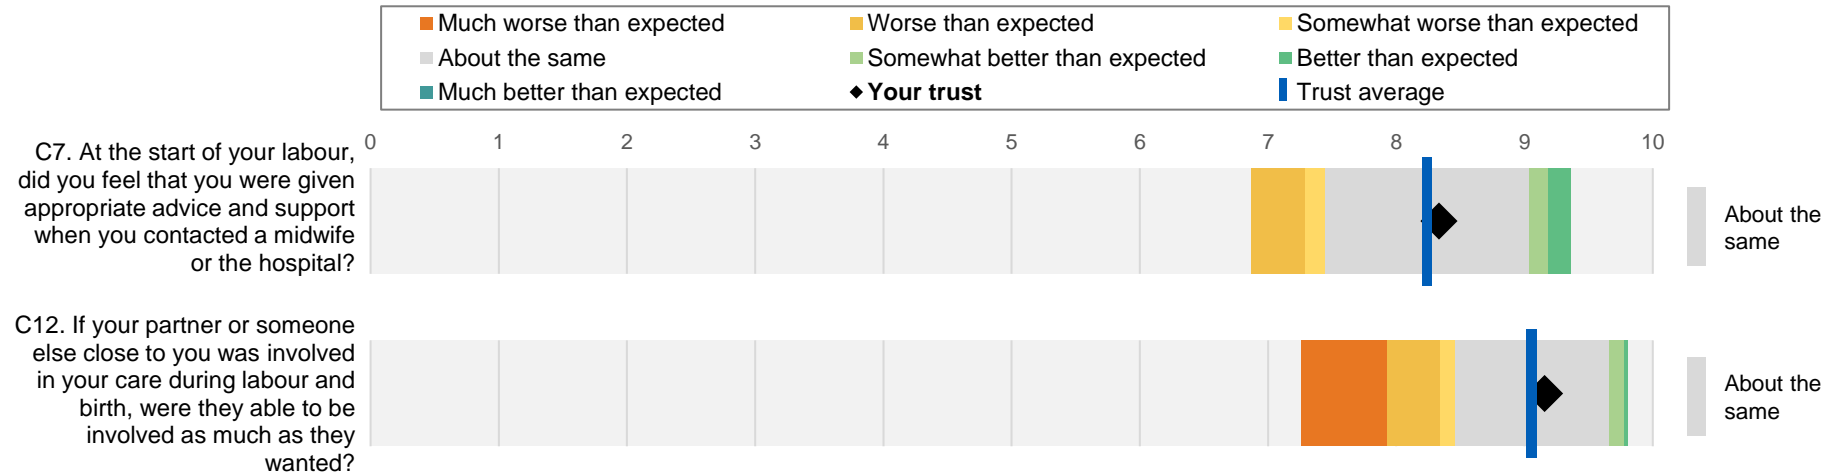 Much worse than expected
Worse than expected
Somewhat worse than expected
About the same
Somewhat better than expected
Better than expected
Much better than expected
Your trust
Trust average
0 1 2 3 4 5 6 7 8 9 10
C7. At the start of your labour,
did you feel that you were given
appropriate advice and support
when you contacted a midwife
or the hospital?
About the
same
C12. If your partner or someone
else close to you was involved
in your care during labour and
birth, were they able to be
involved as much as they
wanted?
About the
same